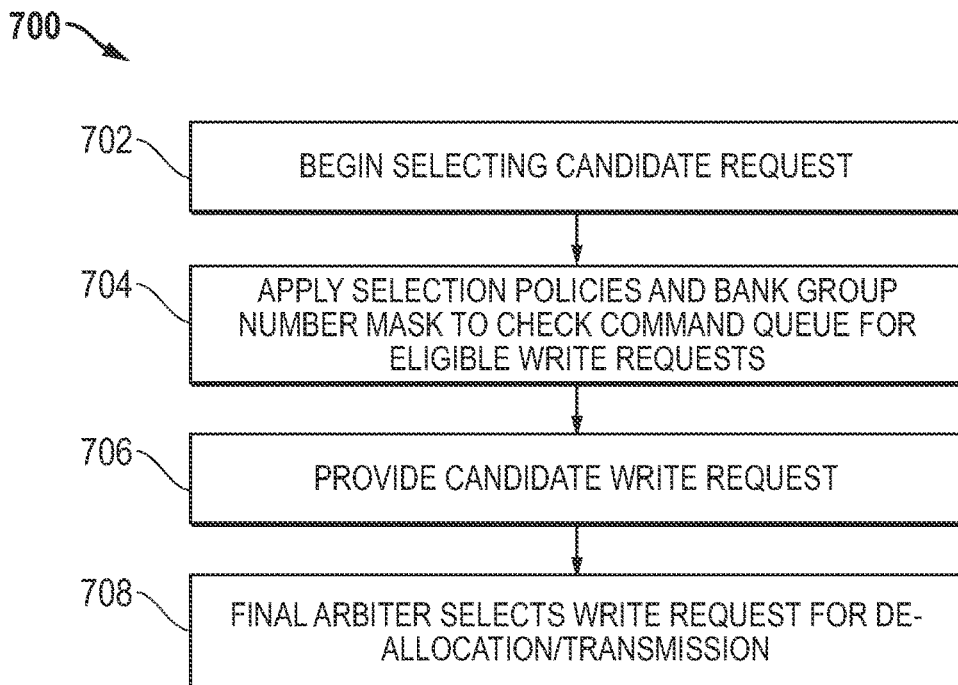 700
702
BEGIN SELECTING CANDIDATE REQUEST
704
APPLY SELECTION POLICIES AND BANK GROUP
NUMBER MASK TO CHECK COMMAND QUEUE FOR
ELIGIBLE WRITE REQUESTS
706
PROVIDE CANDIDATE WRITE REQUEST
708
FINAL ARBITER SELECTS WRITE REQUEST FOR DE-
ALLOCATION/TRANSMISSION